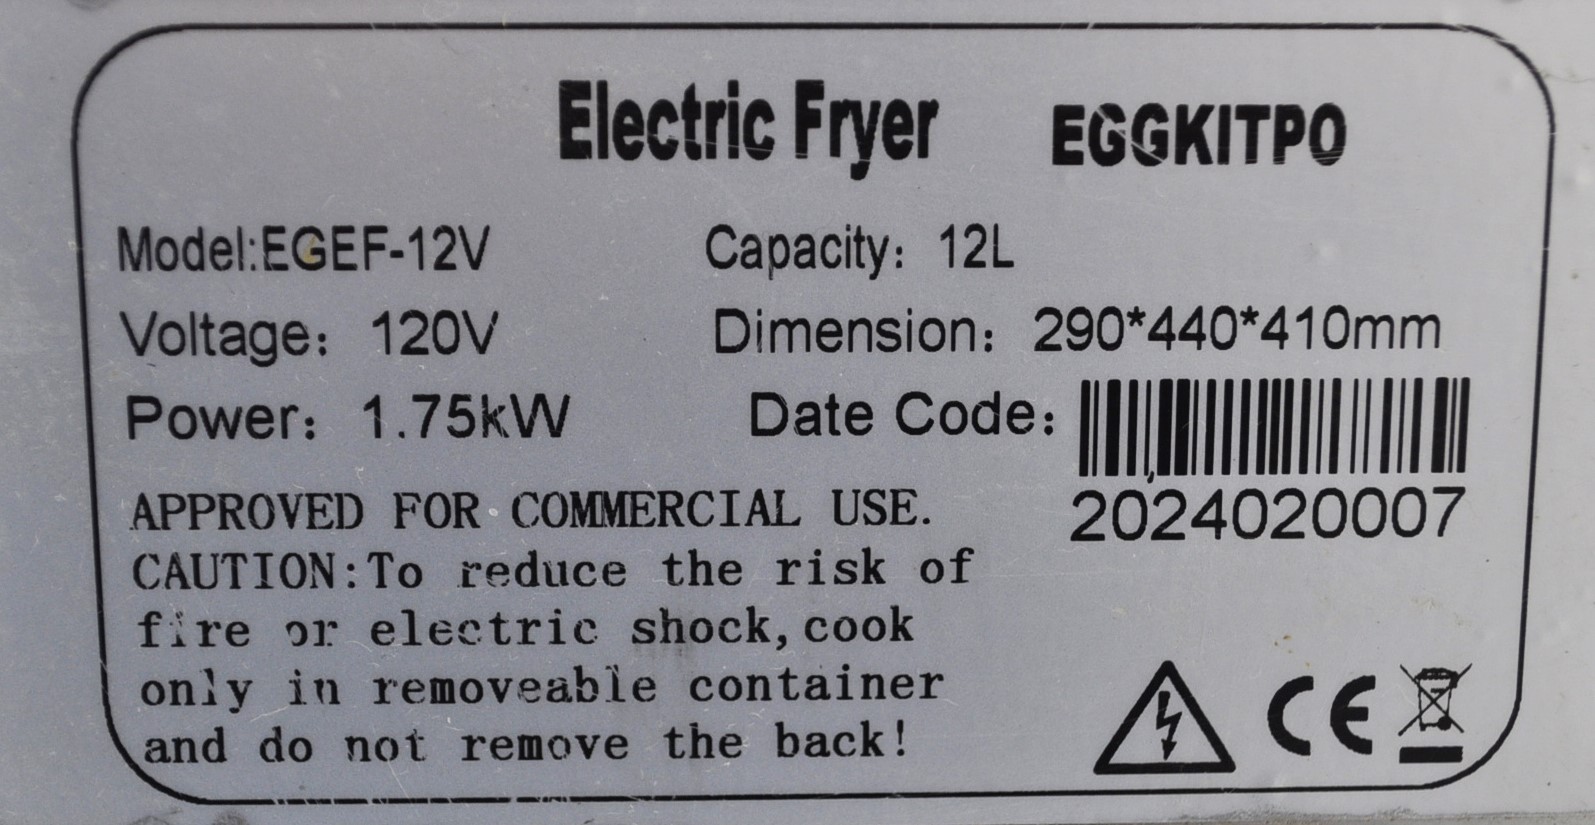 Electric Fryer EGGKITPO
Model:EGEF-12V Capacity: 12L
Voltage: 120V Dimension: 290*440*410mm
Power: 1.75kW Date Code:
2024020007
APPROVED FOR COMMERCIAL USE.
CAUTION:To reduce the risk of
fire or electric shock,cook
only in removeable container
and do not remove the back!
CE